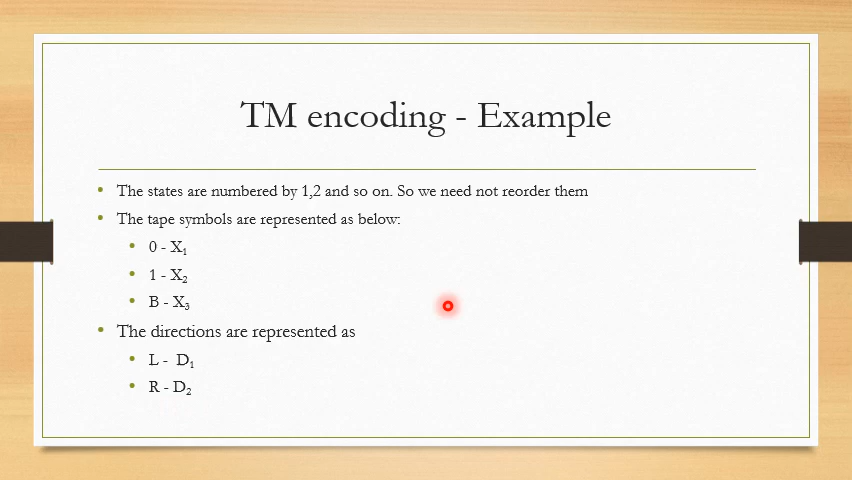 TM encoding - Example
• The states are numbered by 1,2 and so on. So we need not reorder them
• The tape symbols are represented as below:
• 0 - X₁
• 1 - X₂
• B - X₃
• The directions are represented as
• L - D₁
• R - D₂